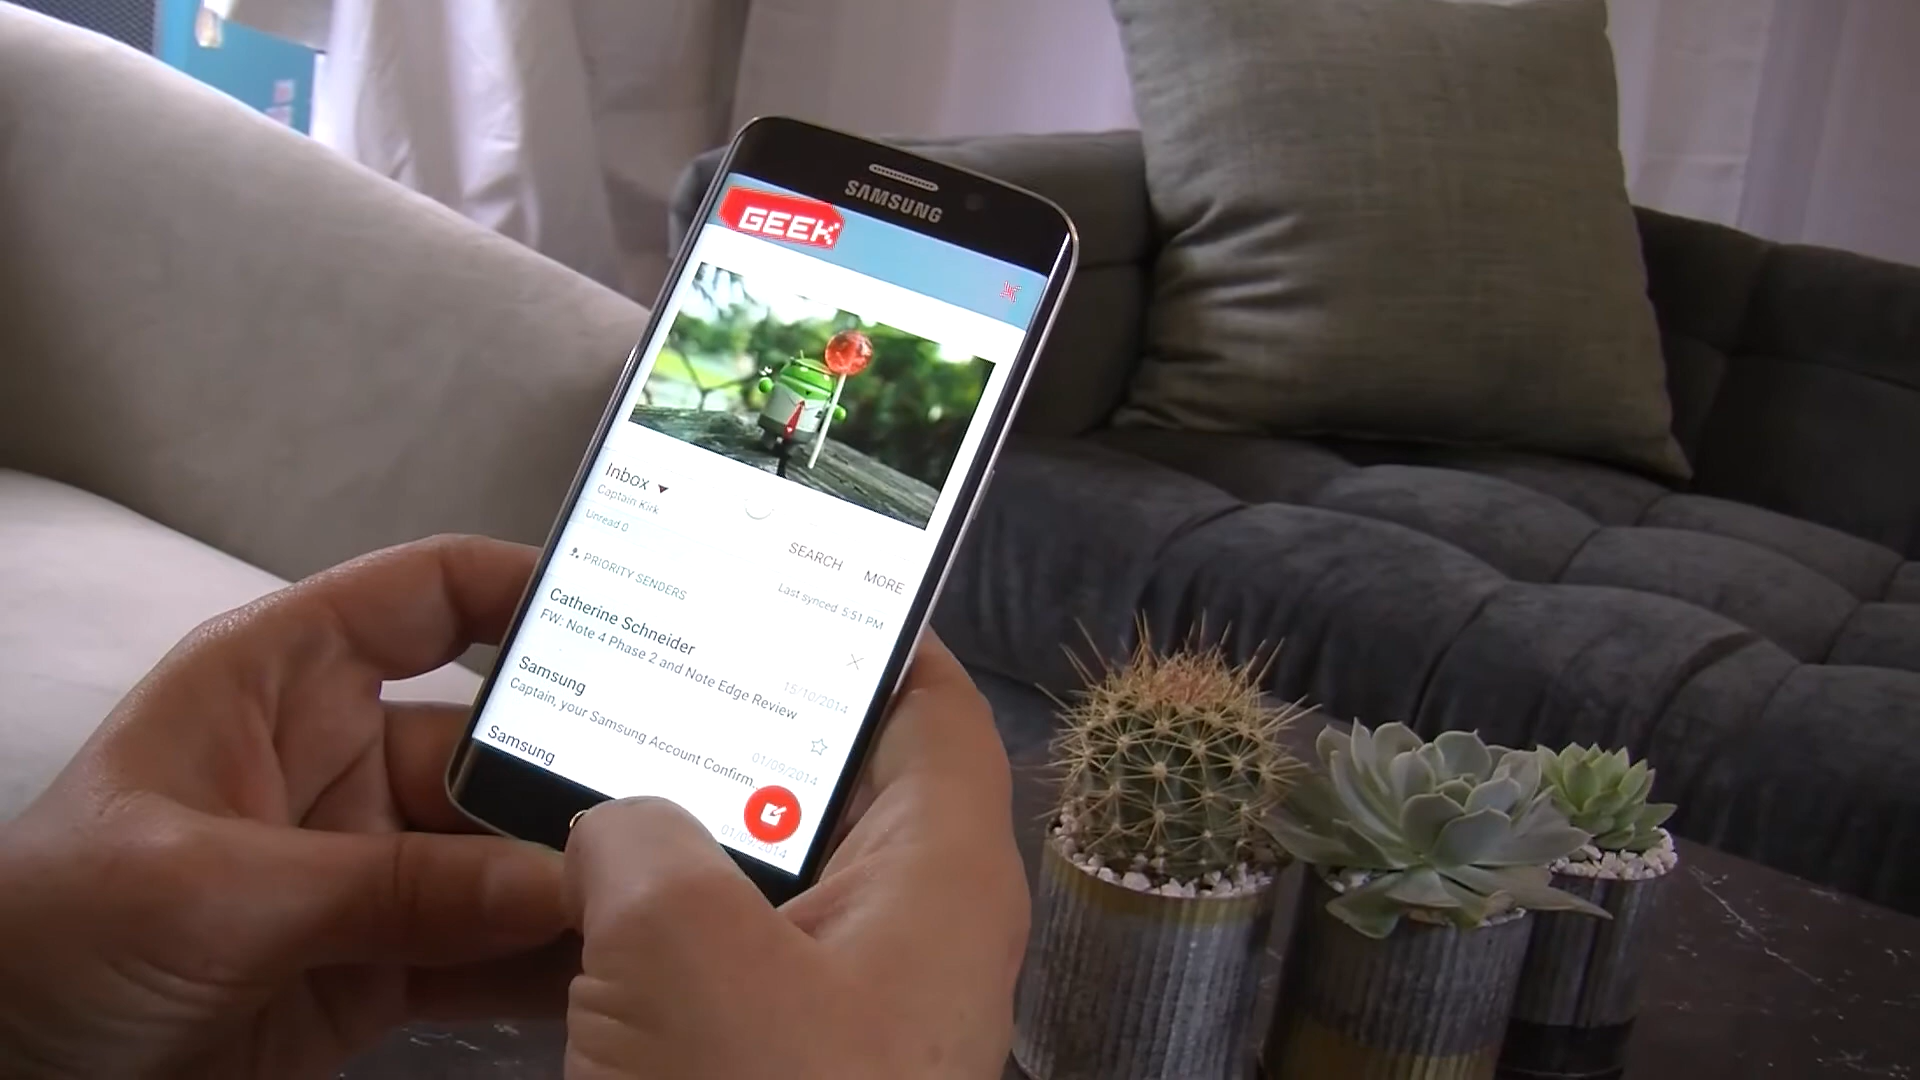 SAMSUNG
GEEK
Inbox
Captain Kirk
Unread 0
SEARCH MORE
Last synced 5:51 PM
PRIORITY SENDERS
Catherine Schneider
FW: Note 4 Phase 2 and Note Edge Review
15/10/2014
Samsung
Captain, your Samsung Account Confirm...
01/09/2014
Samsung
01/09/2014